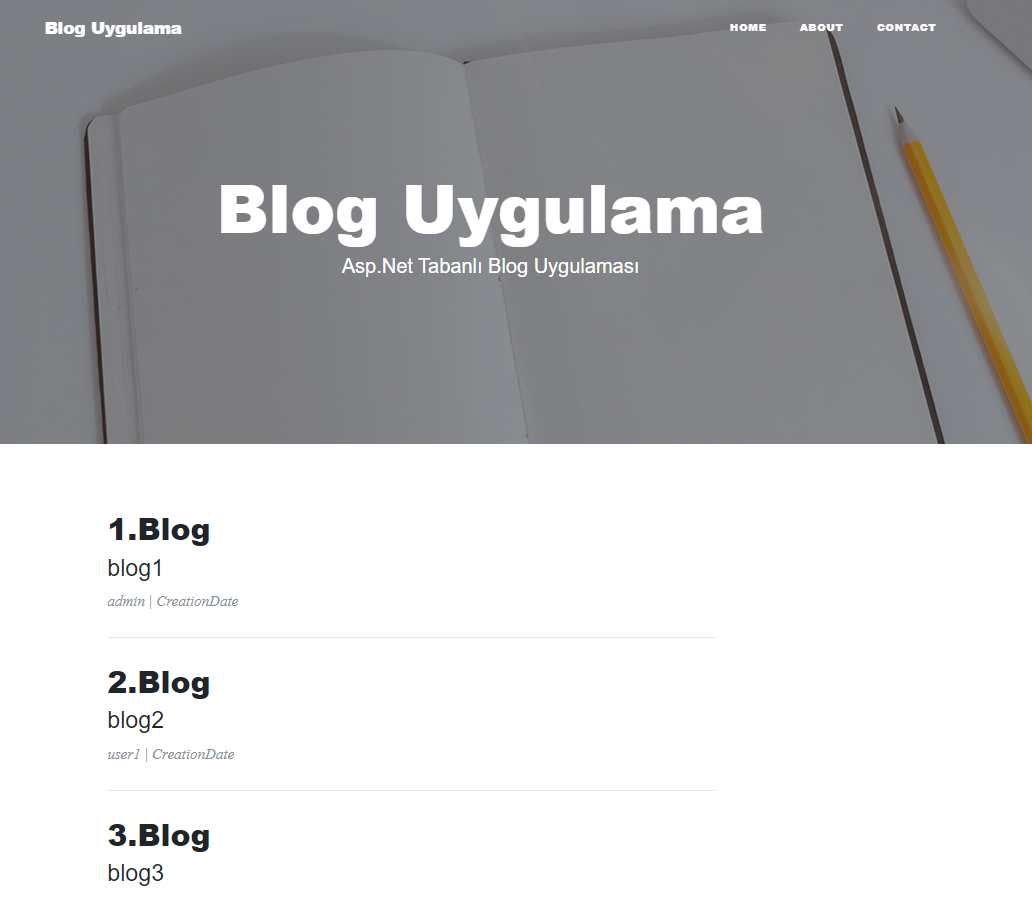 Blog Uygulama
HOME ABOUT CONTACT
Blog Uygulama
Asp.Net Tabanlı Blog Uygulaması
1.Blog
blog1
admin | CreationDate
2.Blog
blog2
user1 | CreationDate
3.Blog
blog3